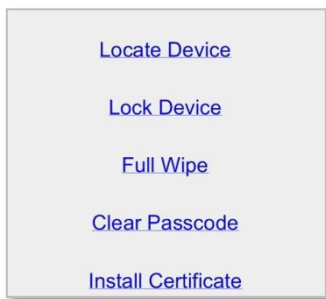 Locate Device
Lock Device
Full Wipe
Clear Passcode
Install Certificate